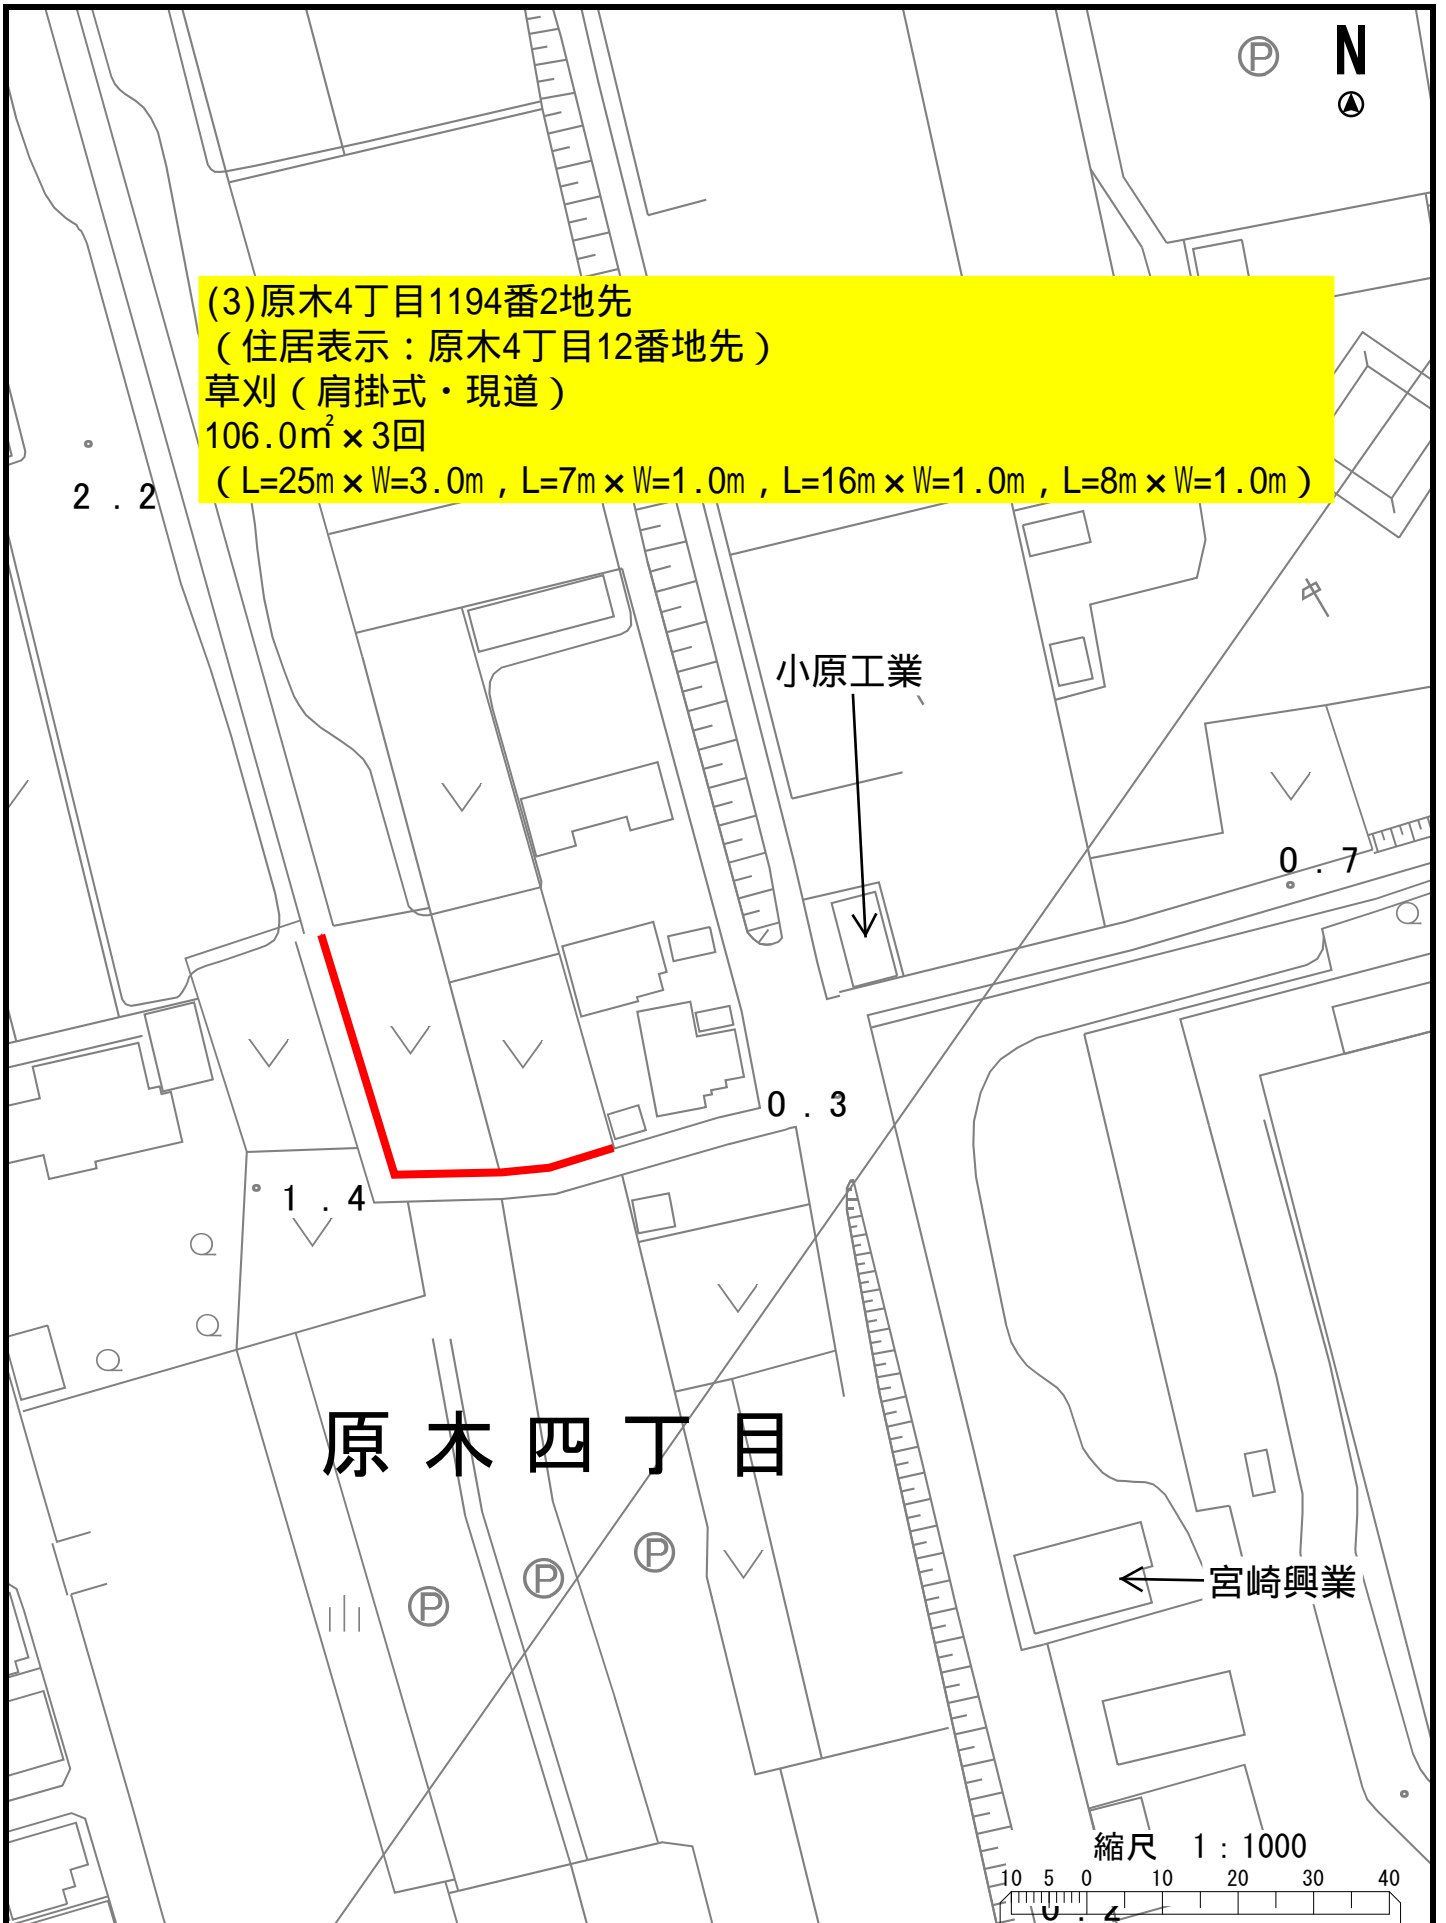 Ⓟ N
(3)原木4丁目1194番2地先
（住居表示：原木4丁目12番地先）
草刈（肩掛式・現道）
106.0㎡×3回
（L=25m×W=3.0m，L=7m×W=1.0m，L=16m×W=1.0m，L=8m×W=1.0m）
2.2
小原工業
0.7
0.3
1.4
原木四丁目
Ⓟ Ⓟ Ⓟ
宮崎興業
縮尺 1:1000
10 5 0 10 20 30 40